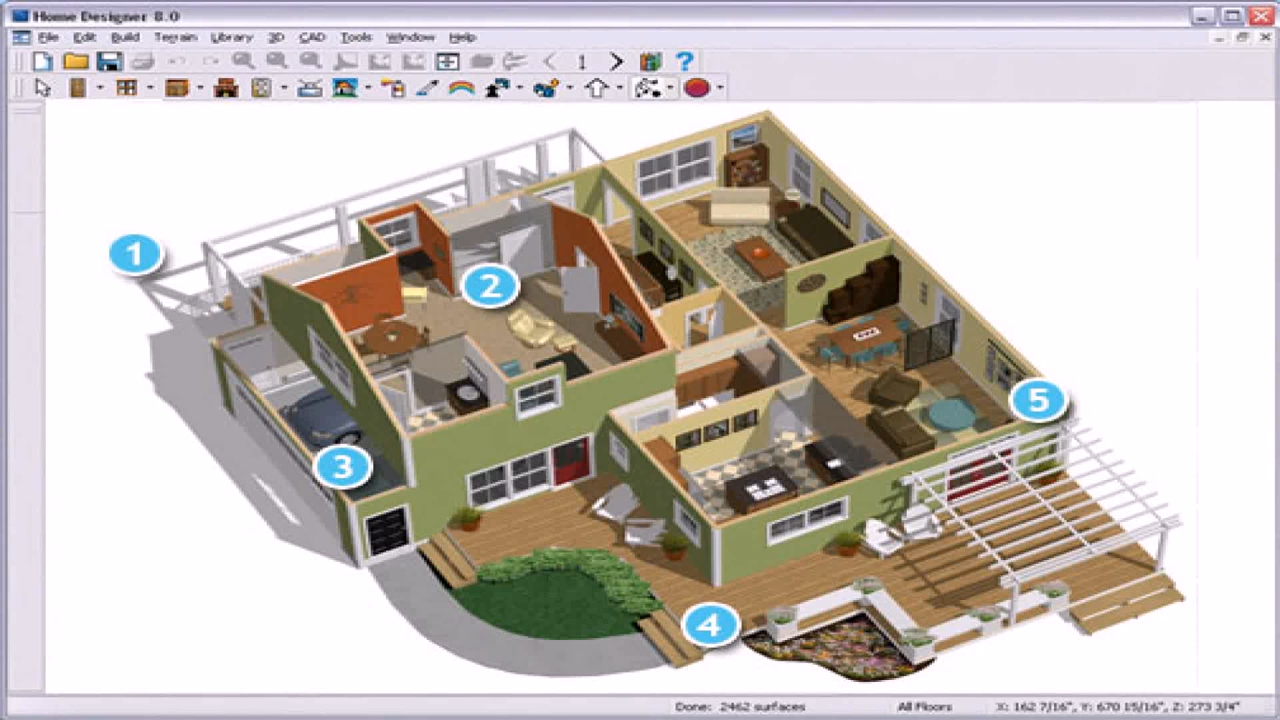 Home Designer 8.0
File Edit Build Terrain Library 3D CAD Tools Window Help
1 ?
1
2
3
4
5
Done: 2462 surfaces All Floors X: 162 7/16", Y: 670 15/16", Z: 273 3/4"